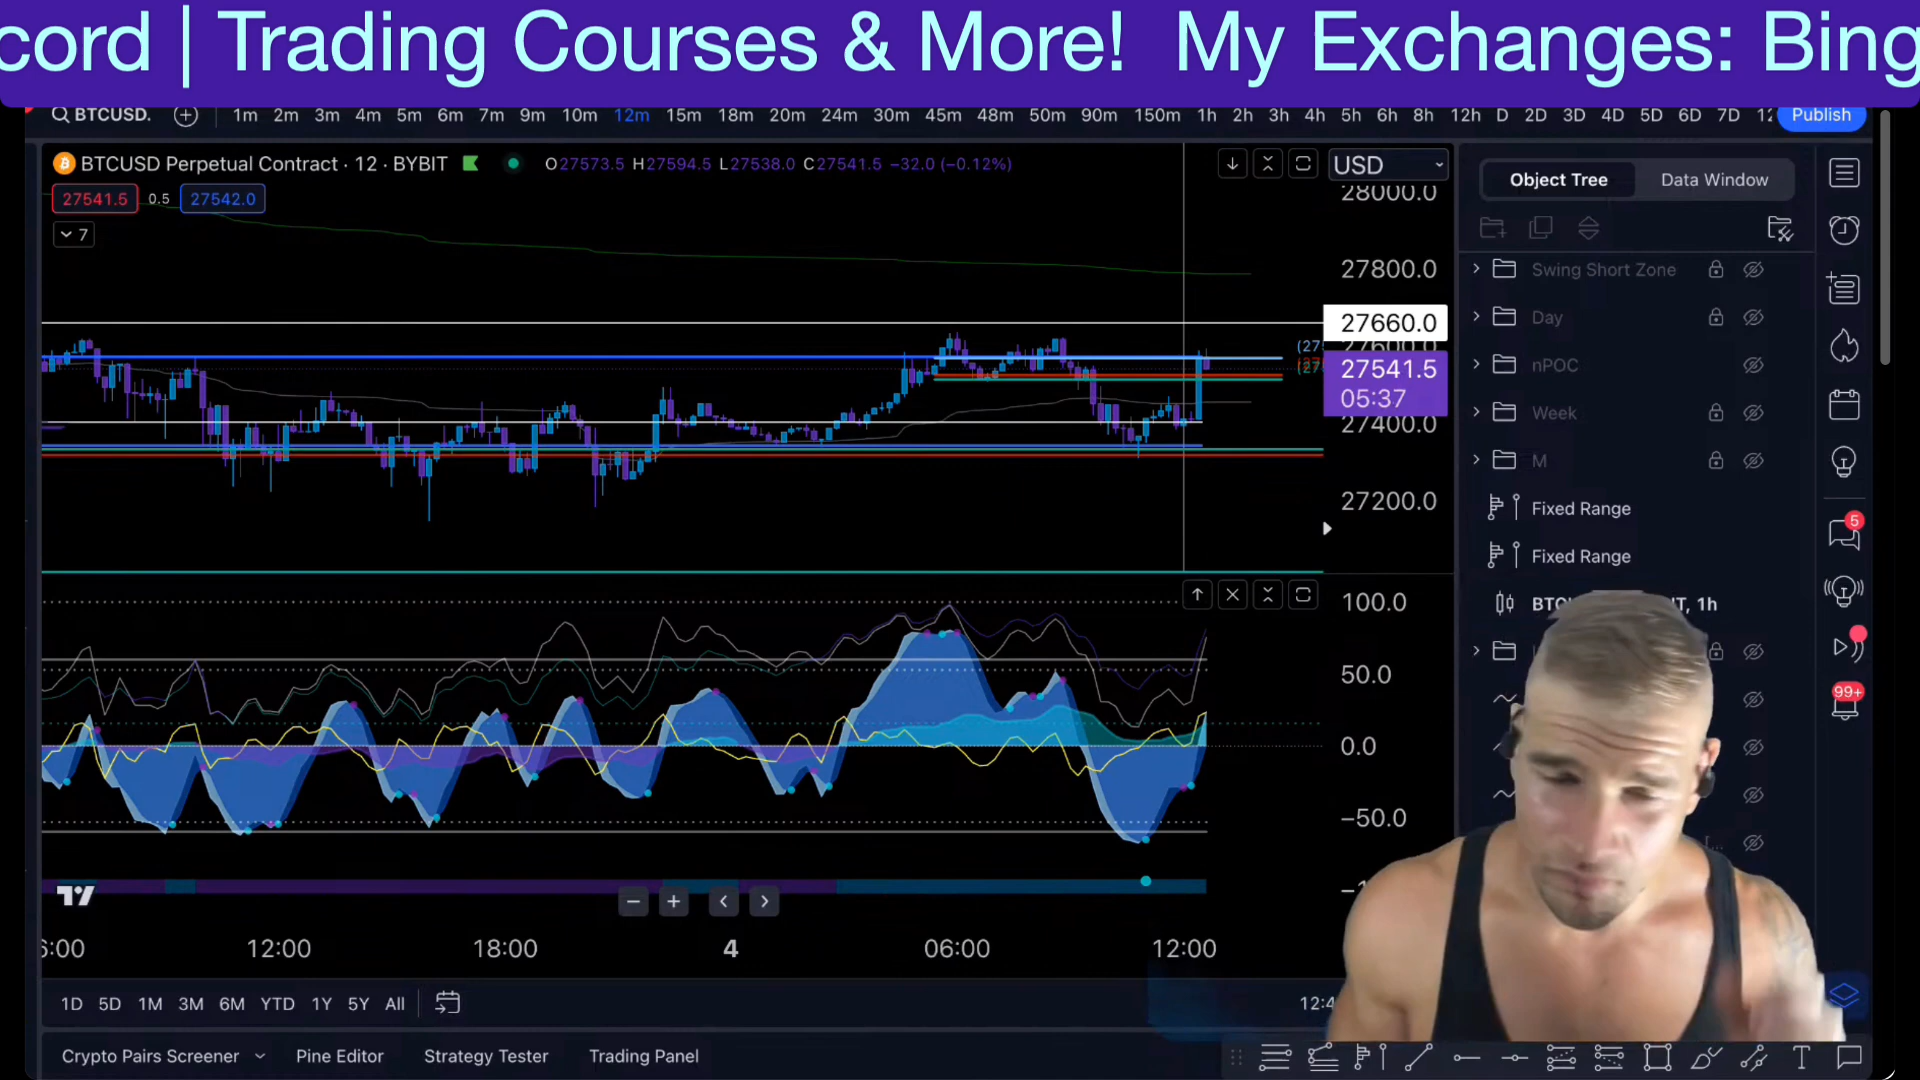 cord | Trading Courses & More! My Exchanges: Bing
BTCUSD. 1m 2m 3m 4m 5m 6m 7m 9m 10m 12m 15m 18m 20m 24m 30m 45m 48m 50m 90m 150m 1h 2h 3h 4h 5h 6h 8h 12h D 2D 3D 4D 5D 6D 7D 12 Publish
BTCUSD Perpetual Contract · 12 · BYBIT O27573.5 H27594.5 L27538.0 C27541.5 −32.0 (−0.12%) USD
Object Tree Data Window
27541.5 0.5 27542.0
28000.0
7
27800.0
Swing Short Zone
27660.0
Day
27600.0
(27
27541.5
nPOC
05:37
27400.0
Week
M
27200.0
Fixed Range
Fixed Range
100.0
T, 1h
50.0
0.0
−50.0
5
99+
6:00 12:00 18:00 4 06:00 12:00
1D 5D 1M 3M 6M YTD 1Y 5Y All 12:4
Crypto Pairs Screener Pine Editor Strategy Tester Trading Panel